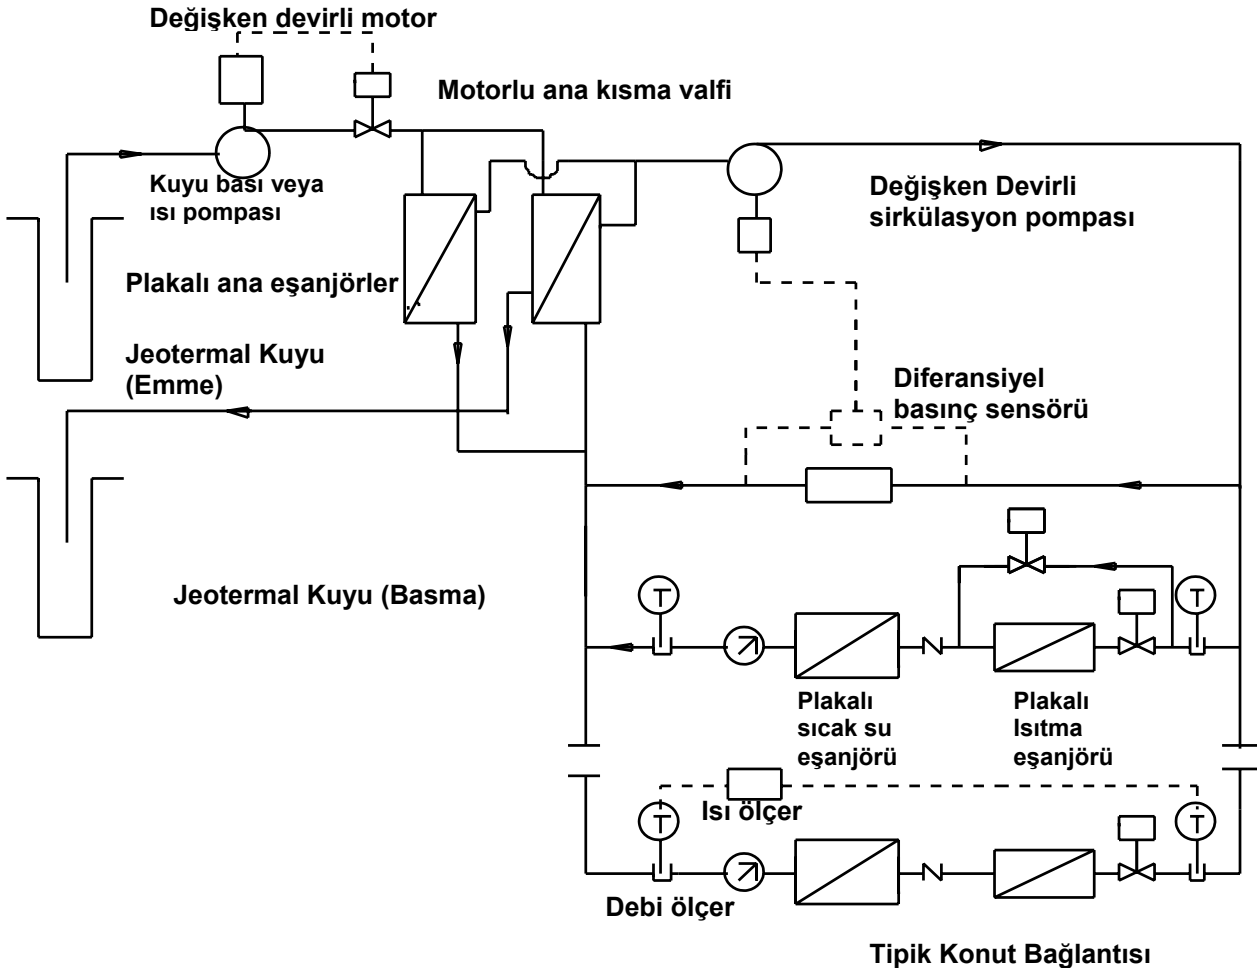 Değişken devirli motor
Motorlu ana kısma valfi
Kuyu bası veya
ısı pompası
Değişken Devirli
sirkülasyon pompası
Plakalı ana eşanjörler
Jeotermal Kuyu
(Emme)
Diferansiyel
basınç sensörü
Jeotermal Kuyu (Basma)
T
T
Plakalı
sıcak su
eşanjörü
Plakalı
Isıtma
eşanjörü
Isı ölçer
T
T
Debi ölçer
Tipik Konut Bağlantısı